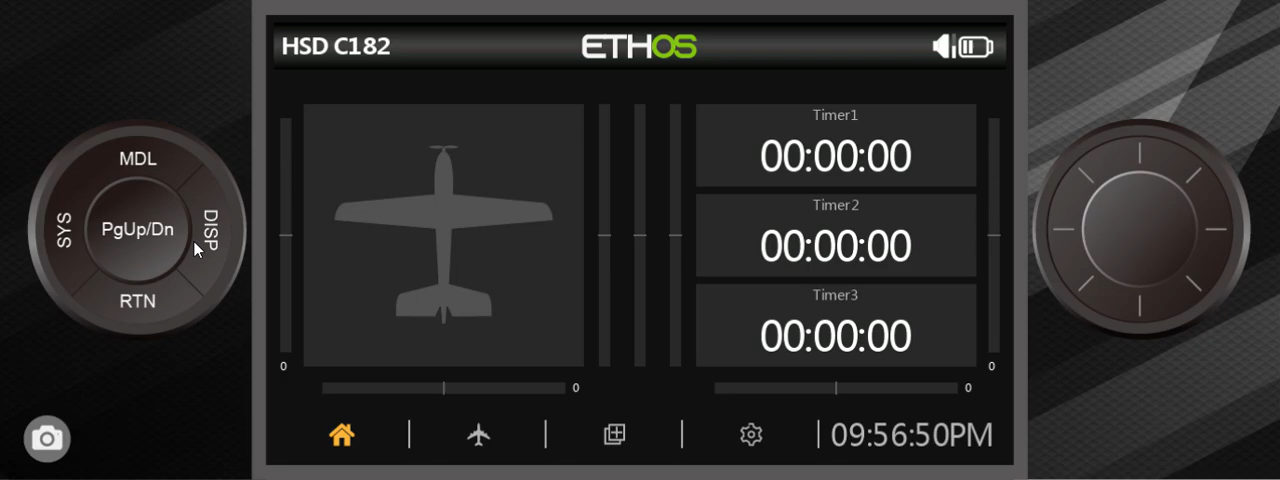 HSD C182
ETHOS
MDL
SYS
PgUp/Dn
DISP
RTN
Timer1
00:00:00
Timer2
00:00:00
Timer3
00:00:00
0
0
0
0
09:56:50PM